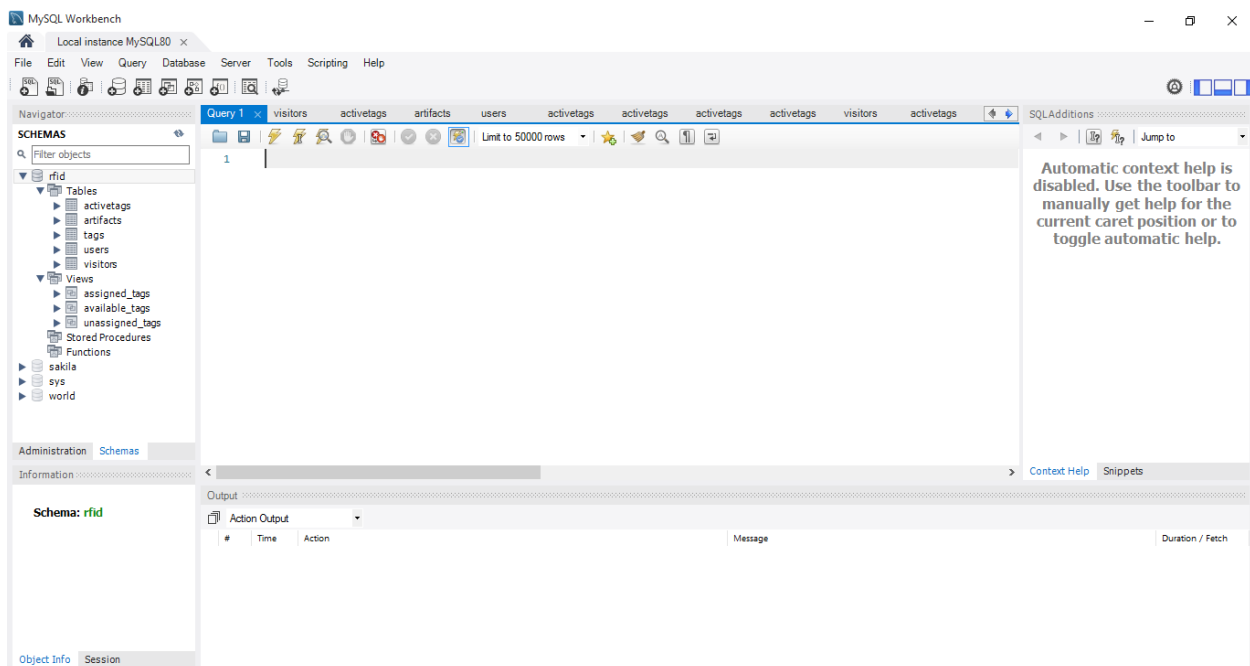 MySQL Workbench
Local instance MySQL80
File Edit View Query Database Server Tools Scripting Help
Navigator
SCHEMAS
Filter objects
rfid
Tables
activetags
artifacts
tags
users
visitors
Views
assigned_tags
available_tags
unassigned_tags
Stored Procedures
Functions
sakila
sys
world
Administration Schemas
Information
Schema: rfid
Object Info Session
Query 1 visitors activetags artifacts users activetags activetags activetags activetags visitors activetags
Limit to 50000 rows
1
Output
Action Output
# Time Action Message Duration / Fetch
SQLAdditions
Jump to
Automatic context help is
disabled. Use the toolbar to
manually get help for the
current caret position or to
toggle automatic help.
Context Help Snippets